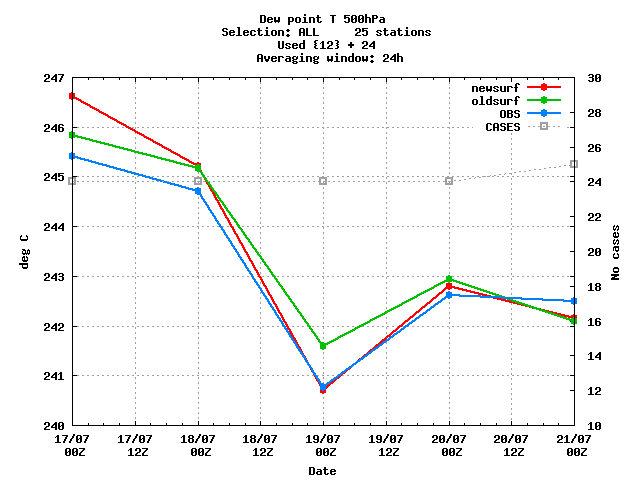 Dew point T 500hPa
Selection: ALL     25 stations
Used {12} + 24
Averaging window: 24h
newsurf
oldsurf
OBS
CASES
deg C
247
246
245
244
243
242
241
240
30
28
26
24
22
20
18
16
14
12
10
No cases
17/07 17/07 18/07 18/07 19/07 19/07 20/07 20/07 21/07
00Z 12Z 00Z 12Z 00Z 12Z 00Z 12Z 00Z
Date